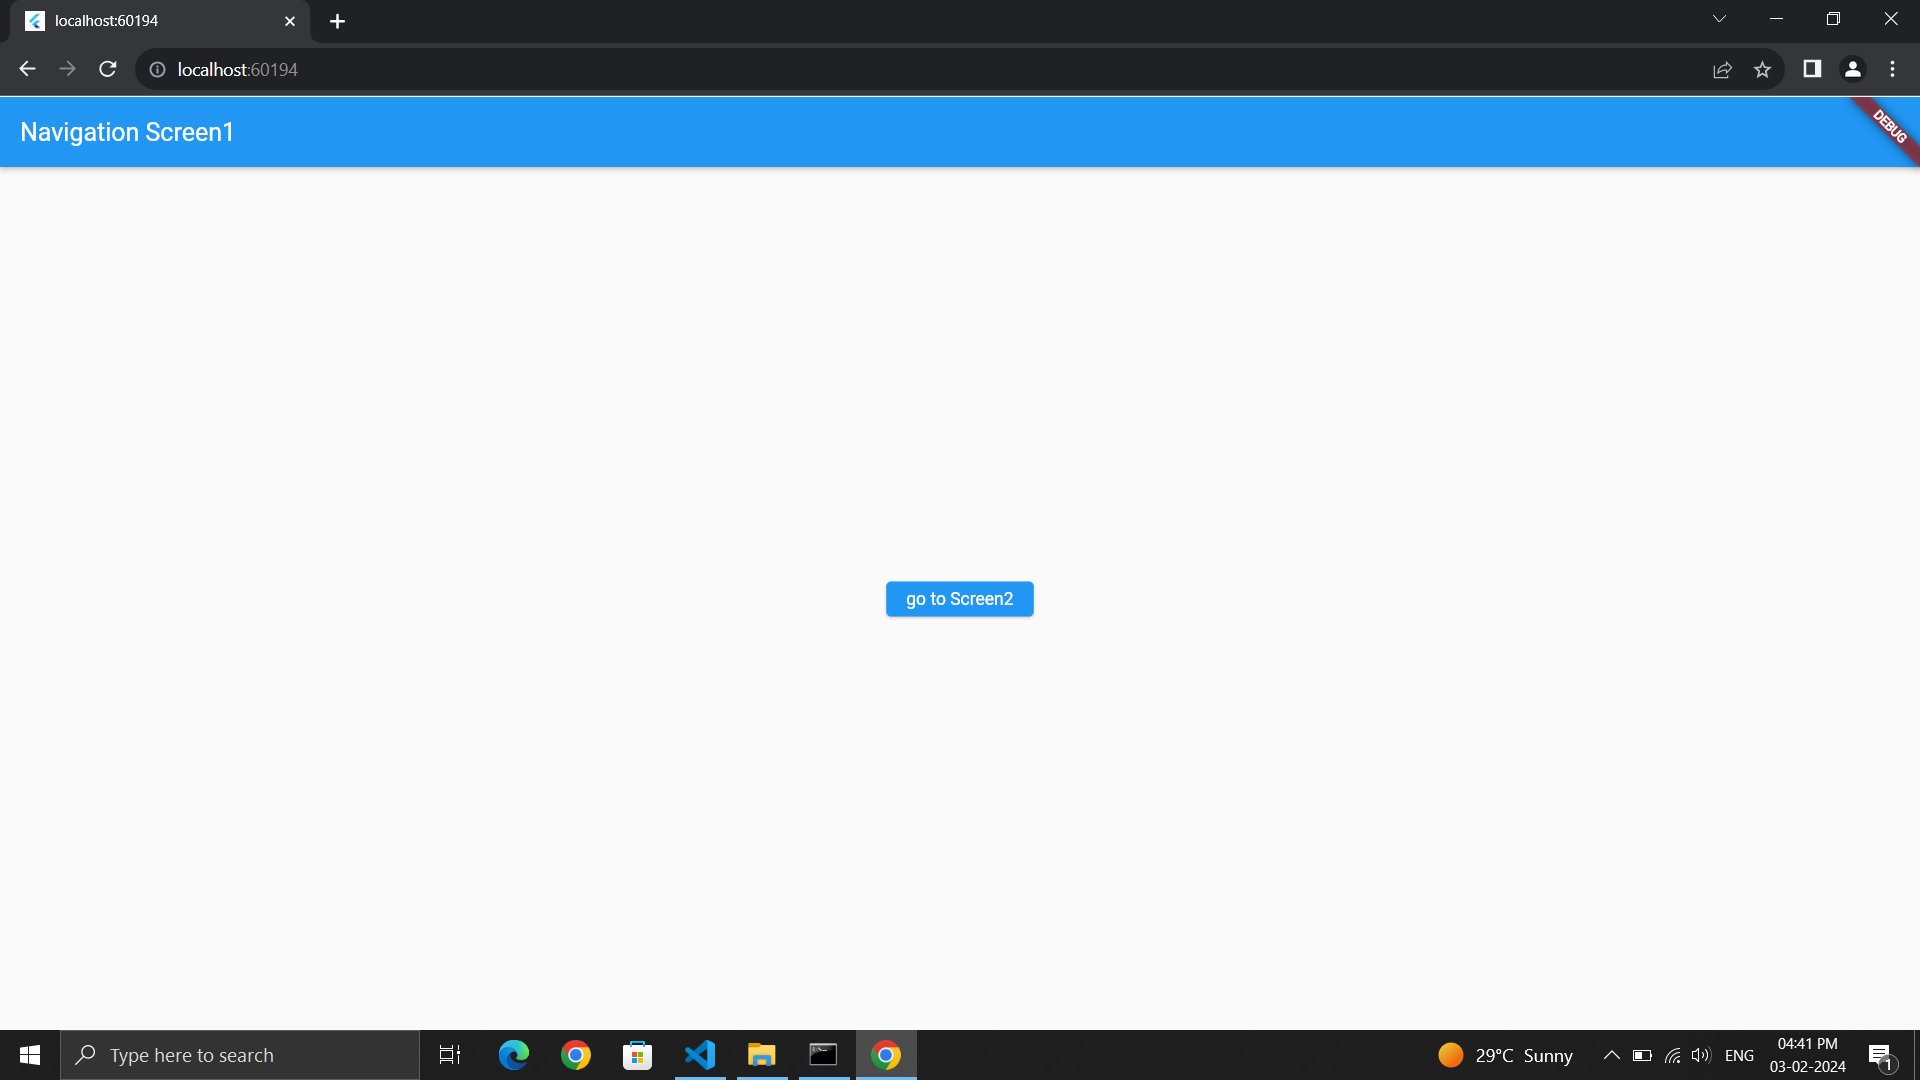 localhost:60194
localhost:60194
Navigation Screen1
DEBUG
go to Screen2
Type here to search
29°C Sunny
ENG
04:41 PM
03-02-2024
1